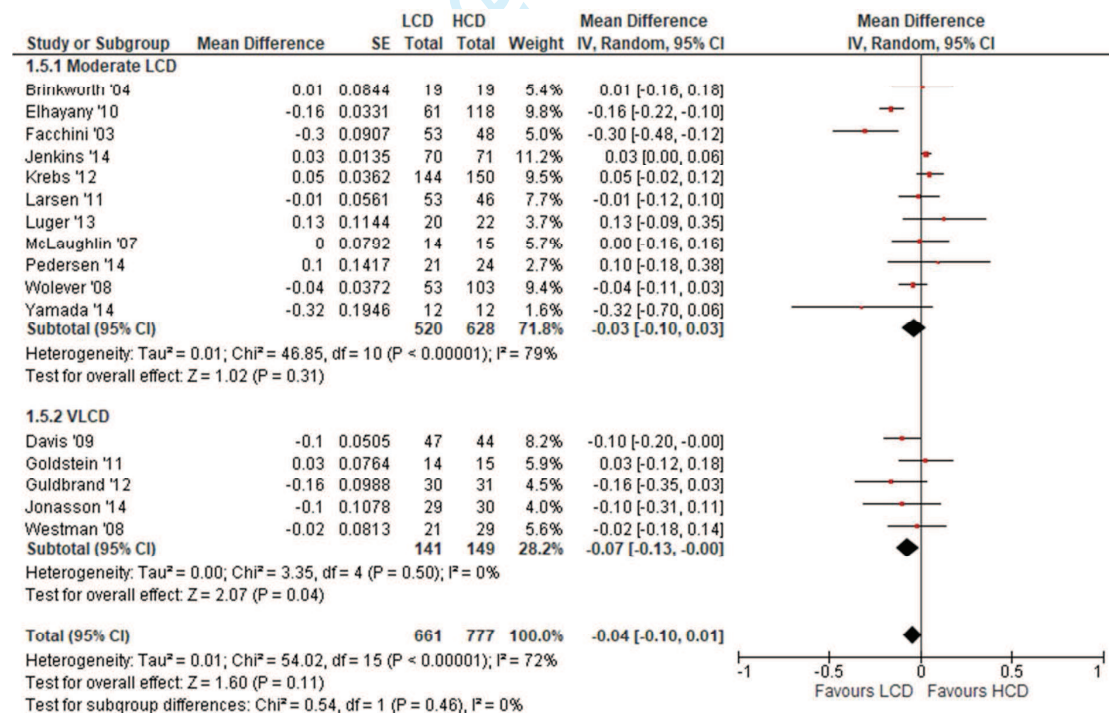 LCD HCD Mean Difference Mean Difference
Study or Subgroup Mean Difference SE Total Total Weight IV, Random, 95% CI IV, Random, 95% CI
1.5.1 Moderate LCD
Brinkworth '04 0.01 0.0844 19 19 5.4% 0.01 [-0.16, 0.18]
Elhayany '10 -0.16 0.0331 61 118 9.8% -0.16 [-0.22, -0.10]
Facchini '03 -0.3 0.0907 53 48 5.0% -0.30 [-0.48, -0.12]
Jenkins '14 0.03 0.0135 70 71 11.2% 0.03 [0.00, 0.06]
Krebs '12 0.05 0.0362 144 150 9.5% 0.05 [-0.02, 0.12]
Larsen '11 -0.01 0.0561 53 46 7.7% -0.01 [-0.12, 0.10]
Luger '13 0.13 0.1144 20 22 3.7% 0.13 [-0.09, 0.35]
McLaughlin '07 0 0.0792 14 15 5.7% 0.00 [-0.16, 0.16]
Pedersen '14 0.1 0.1417 21 24 2.7% 0.10 [-0.18, 0.38]
Wolever '08 -0.04 0.0372 53 103 9.4% -0.04 [-0.11, 0.03]
Yamada '14 -0.32 0.1946 12 12 1.6% -0.32 [-0.70, 0.06]
Subtotal (95% CI) 520 628 71.8% -0.03 [-0.10, 0.03]
Heterogeneity: Tau² = 0.01; Chi² = 46.85, df = 10 (P < 0.00001); I² = 79%
Test for overall effect: Z = 1.02 (P = 0.31)
1.5.2 VLCD
Davis '09 -0.1 0.0505 47 44 8.2% -0.10 [-0.20, -0.00]
Goldstein '11 0.03 0.0764 14 15 5.9% 0.03 [-0.12, 0.18]
Guldbrand '12 -0.16 0.0988 30 31 4.5% -0.16 [-0.35, 0.03]
Jonasson '14 -0.1 0.1078 29 30 4.0% -0.10 [-0.31, 0.11]
Westman '08 -0.02 0.0813 21 29 5.6% -0.02 [-0.18, 0.14]
Subtotal (95% CI) 141 149 28.2% -0.07 [-0.13, -0.00]
Heterogeneity: Tau² = 0.00; Chi² = 3.35, df = 4 (P = 0.50); I² = 0%
Test for overall effect: Z = 2.07 (P = 0.04)
Total (95% CI) 661 777 100.0% -0.04 [-0.10, 0.01]
Heterogeneity: Tau² = 0.01; Chi² = 54.02, df = 15 (P < 0.00001); I² = 72%
Test for overall effect: Z = 1.60 (P = 0.11)
Test for subgroup differences: Chi² = 0.54, df = 1 (P = 0.46), I² = 0%
-1 -0.5 0 0.5 1
Favours LCD Favours HCD